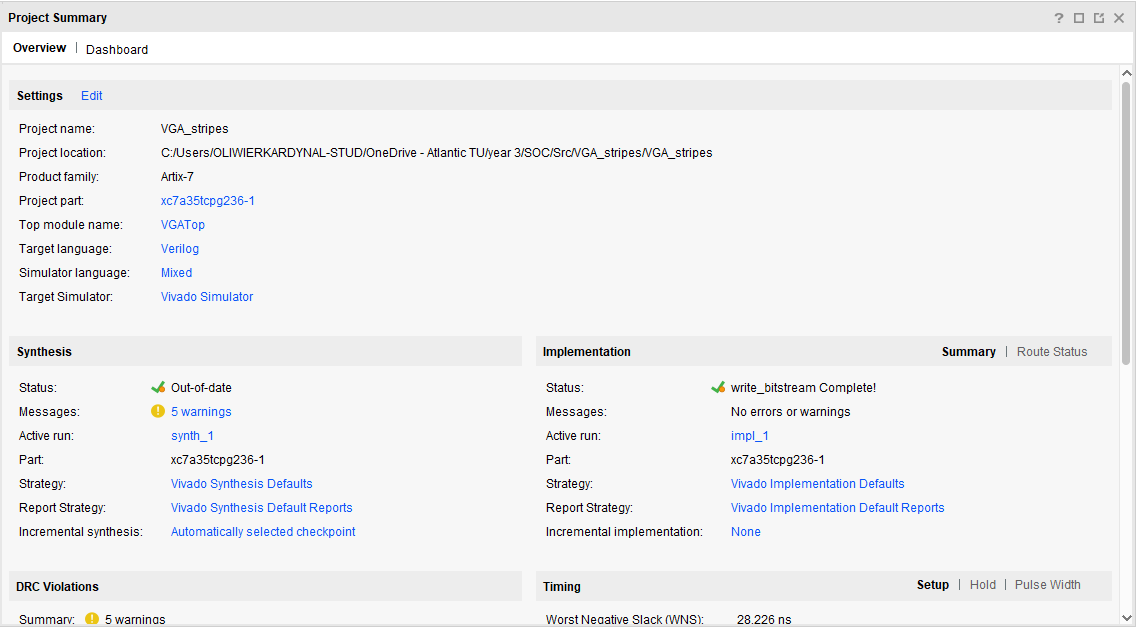 Project Summary
Overview | Dashboard
Settings Edit
Project name: VGA_stripes
Project location: C:/Users/OLIWIERKARDYNAL-STUD/OneDrive - Atlantic TU/year 3/SOC/Src/VGA_stripes/VGA_stripes
Product family: Artix-7
Project part: xc7a35tcpg236-1
Top module name: VGATop
Target language: Verilog
Simulator language: Mixed
Target Simulator: Vivado Simulator
Synthesis
Status: Out-of-date
Messages: 5 warnings
Active run: synth_1
Part: xc7a35tcpg236-1
Strategy: Vivado Synthesis Defaults
Report Strategy: Vivado Synthesis Default Reports
Incremental synthesis: Automatically selected checkpoint
Implementation Summary | Route Status
Status: write_bitstream Complete!
Messages: No errors or warnings
Active run: impl_1
Part: xc7a35tcpg236-1
Strategy: Vivado Implementation Defaults
Report Strategy: Vivado Implementation Default Reports
Incremental implementation: None
DRC Violations
Summary: 5 warnings
Timing Setup | Hold | Pulse Width
Worst Negative Slack (WNS): 28.226 ns